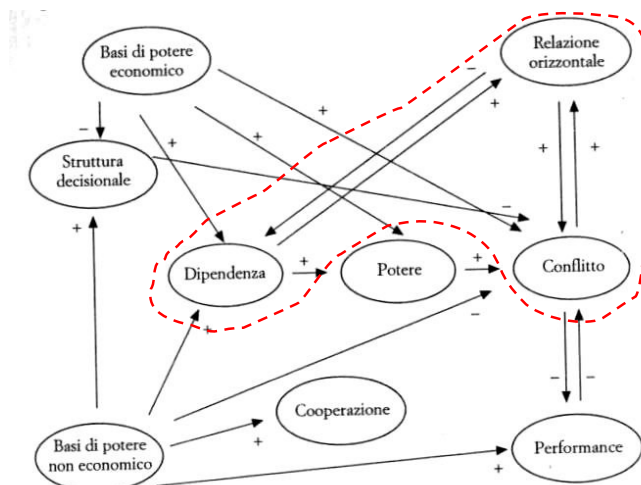 Basi di potere
economico
Relazione
orizzontale
−
+
+
+
−
+
Struttura
decisionale
+
+
+
−
Dipendenza
+
Potere
+
Conflitto
+
−
−
−
Cooperazione
+
Basi di potere
non economico
Performance
+